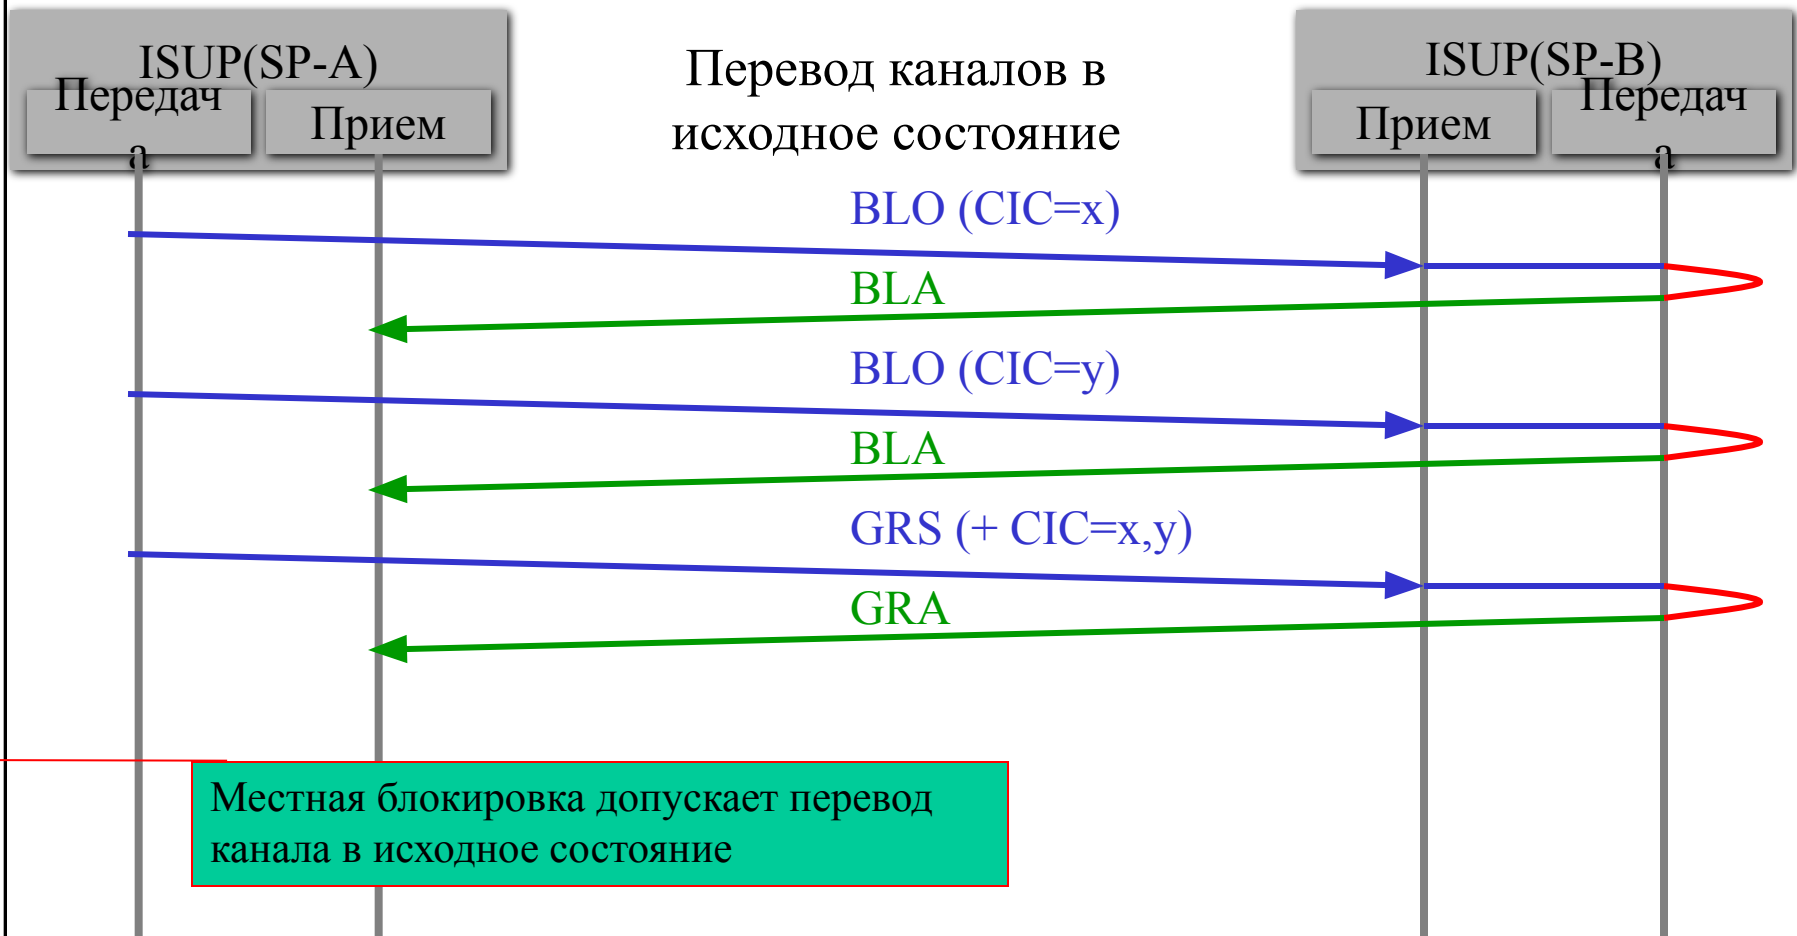 ISUP(SP-A)
Передач
а
Прием
Перевод каналов в
исходное состояние
ISUP(SP-B)
Прием
Передач
а
BLO (CIC=x)
BLA
BLO (CIC=y)
BLA
GRS (+ CIC=x,y)
GRA
Местная блокировка допускает перевод
канала в исходное состояние